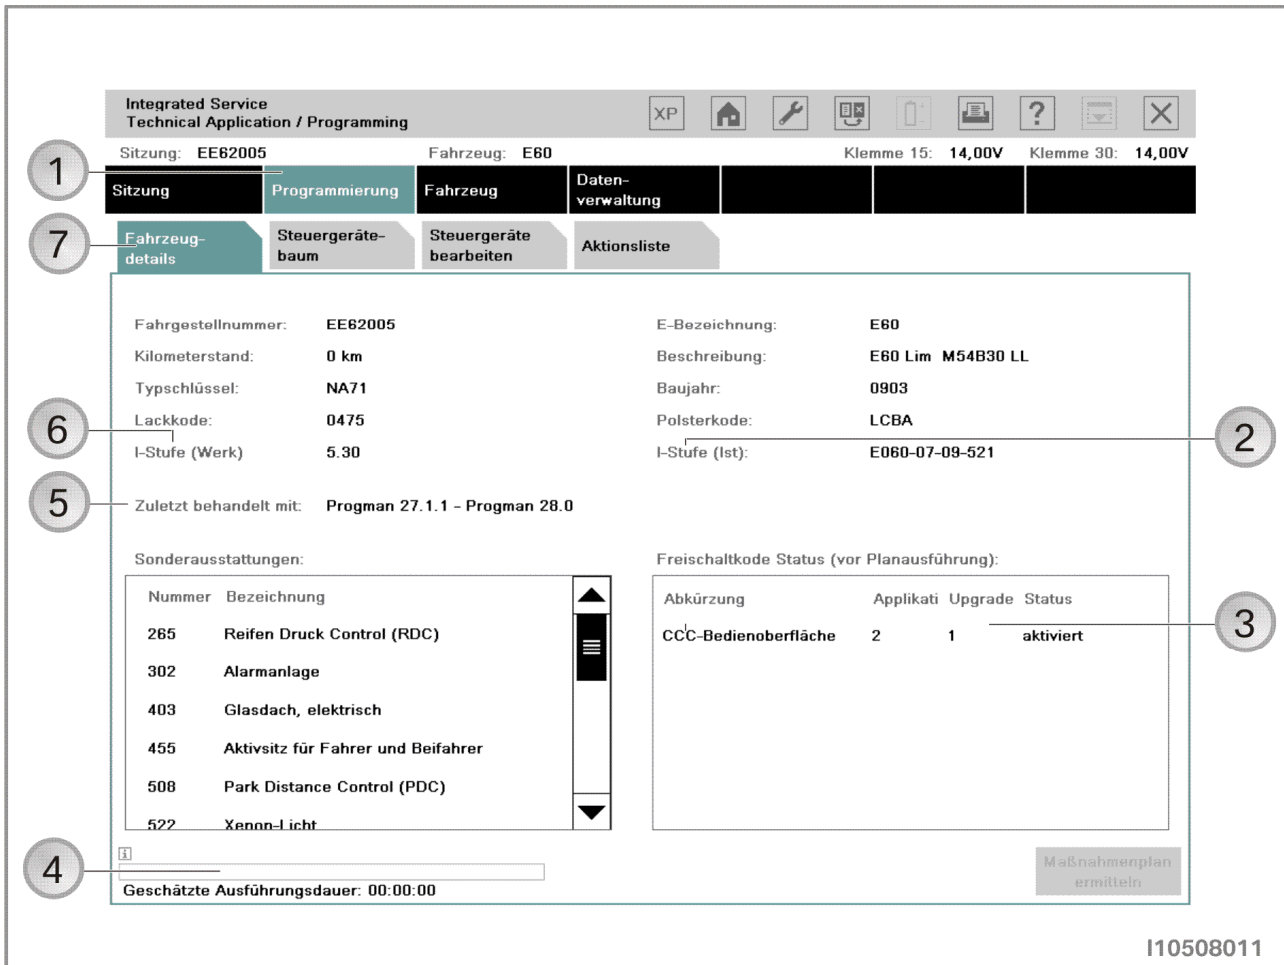 Integrated Service
Technical Application / Programming
XP
?
Sitzung: EE62005
Fahrzeug: E60
Klemme 15: 14,00V
Klemme 30: 14,00V
1
Sitzung
Programmierung
Fahrzeug
Daten-
verwaltung
7
Fahrzeug-
details
Steuergeräte-
baum
Steuergeräte
bearbeiten
Aktionsliste
Fahrgestellnummer: EE62005
E-Bezeichnung: E60
Kilometerstand: 0 km
Beschreibung: E60 Lim M54B30 LL
Typschlüssel: NA71
Baujahr: 0903
6
Lackkode: 0475
Polsterkode: LCBA
2
I-Stufe (Werk) 5.30
I-Stufe (Ist): E060-07-09-521
5
Zuletzt behandelt mit: Progman 27.1.1 - Progman 28.0
Sonderausstattungen:
Nummer Bezeichnung
265 Reifen Druck Control (RDC)
302 Alarmanlage
403 Glasdach, elektrisch
455 Aktivsitz für Fahrer und Beifahrer
508 Park Distance Control (PDC)
522 Xenon-Licht
Freischaltkode Status (vor Planausführung):
Abkürzung Applikati Upgrade Status
CCC-Bedienoberfläche 2 1 aktiviert
3
i
4
Geschätzte Ausführungsdauer: 00:00:00
Maßnahmenplan
ermitteln
I10508011